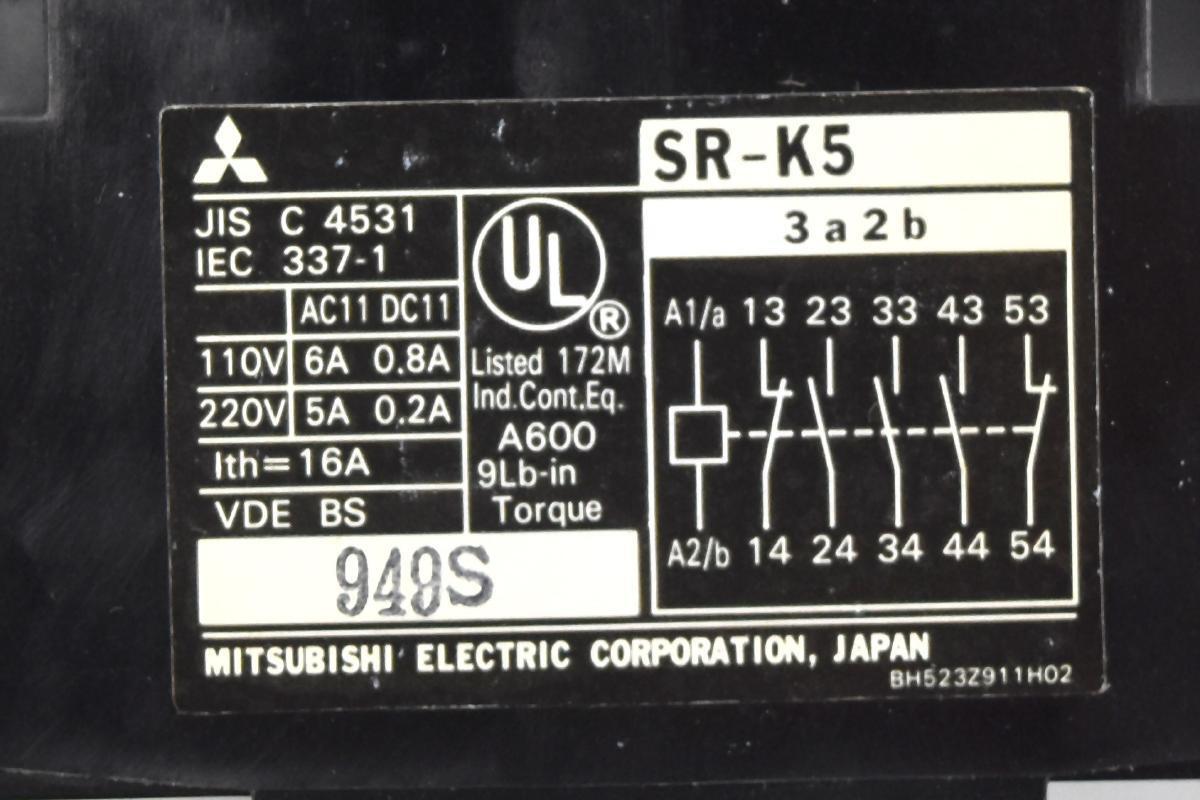 SR-K5
JIS C 4531
IEC 337-1
AC11 DC11
110V 6A 0.8A
220V 5A 0.2A
Ith=16A
VDE BS
UL ®
Listed 172M
Ind.Cont.Eq.
A600
9Lb-in
Torque
949S
3a2b
A1/a 13 23 33 43 53
A2/b 14 24 34 44 54
MITSUBISHI ELECTRIC CORPORATION, JAPAN
BH523Z911H02